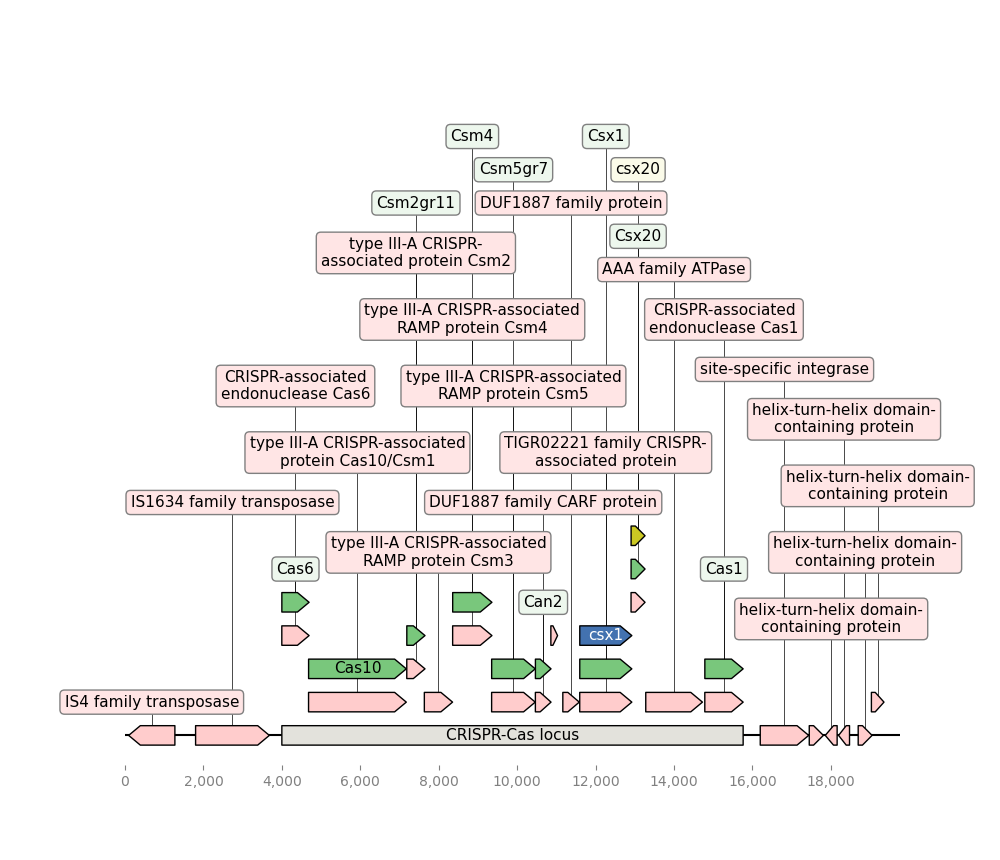 Csm4
Csx1
Csm5gr7
csx20
Csm2gr11
DUF1887 family protein
Csx20
type III-A CRISPR-
associated protein Csm2
AAA family ATPase
type III-A CRISPR-associated
RAMP protein Csm4
CRISPR-associated
endonuclease Cas1
site-specific integrase
CRISPR-associated
endonuclease Cas6
type III-A CRISPR-associated
RAMP protein Csm5
helix-turn-helix domain-
containing protein
type III-A CRISPR-associated
protein Cas10/Csm1
TIGR02221 family CRISPR-
associated protein
helix-turn-helix domain-
containing protein
IS1634 family transposase
DUF1887 family CARF protein
type III-A CRISPR-associated
RAMP protein Csm3
helix-turn-helix domain-
containing protein
Cas6
Cas1
Can2
helix-turn-helix domain-
containing protein
csx1
Cas10
IS4 family transposase
CRISPR-Cas locus
0 2,000 4,000 6,000 8,000 10,000 12,000 14,000 16,000 18,000